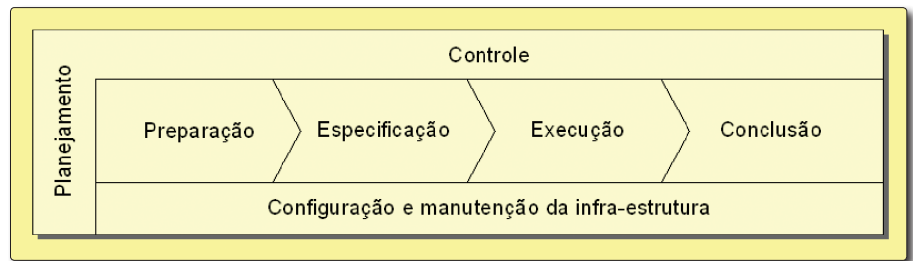 Controle
Planejamento
Preparação
Especificação
Execução
Conclusão
Configuração e manutenção da infra-estrutura